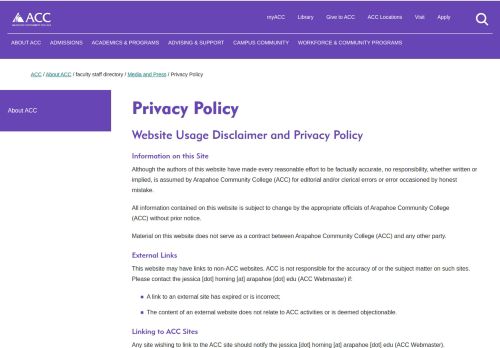 myACC Library Give to ACC ACC Locations Visit Apply
ACC
ARAPAHOE COMMUNITY COLLEGE
ABOUT ACC ADMISSIONS ACADEMICS & PROGRAMS ADVISING & SUPPORT CAMPUS COMMUNITY WORKFORCE & COMMUNITY PROGRAMS
ACC / About ACC / faculty staff directory / Media and Press / Privacy Policy
About ACC
Privacy Policy
Website Usage Disclaimer and Privacy Policy
Information on this Site
Although the authors of this website have made every reasonable effort to be factually accurate, no responsibility, whether written or
implied, is assumed by Arapahoe Community College (ACC) for editorial and/or clerical errors or error occasioned by honest
mistake.
All information contained on this website is subject to change by the appropriate officials of Arapahoe Community College
(ACC) without prior notice.
Material on this website does not serve as a contract between Arapahoe Community College (ACC) and any other party.
External Links
This website may have links to non-ACC websites. ACC is not responsible for the accuracy of or the subject matter on such sites.
Please contact the jessica [dot] horning [at] arapahoe [dot] edu (ACC Webmaster) if:
A link to an external site has expired or is incorrect;
The content of an external website does not relate to ACC activities or is deemed objectionable.
Linking to ACC Sites
Any site wishing to link to the ACC site should notify the jessica [dot] horning [at] arapahoe [dot] edu (ACC Webmaster).